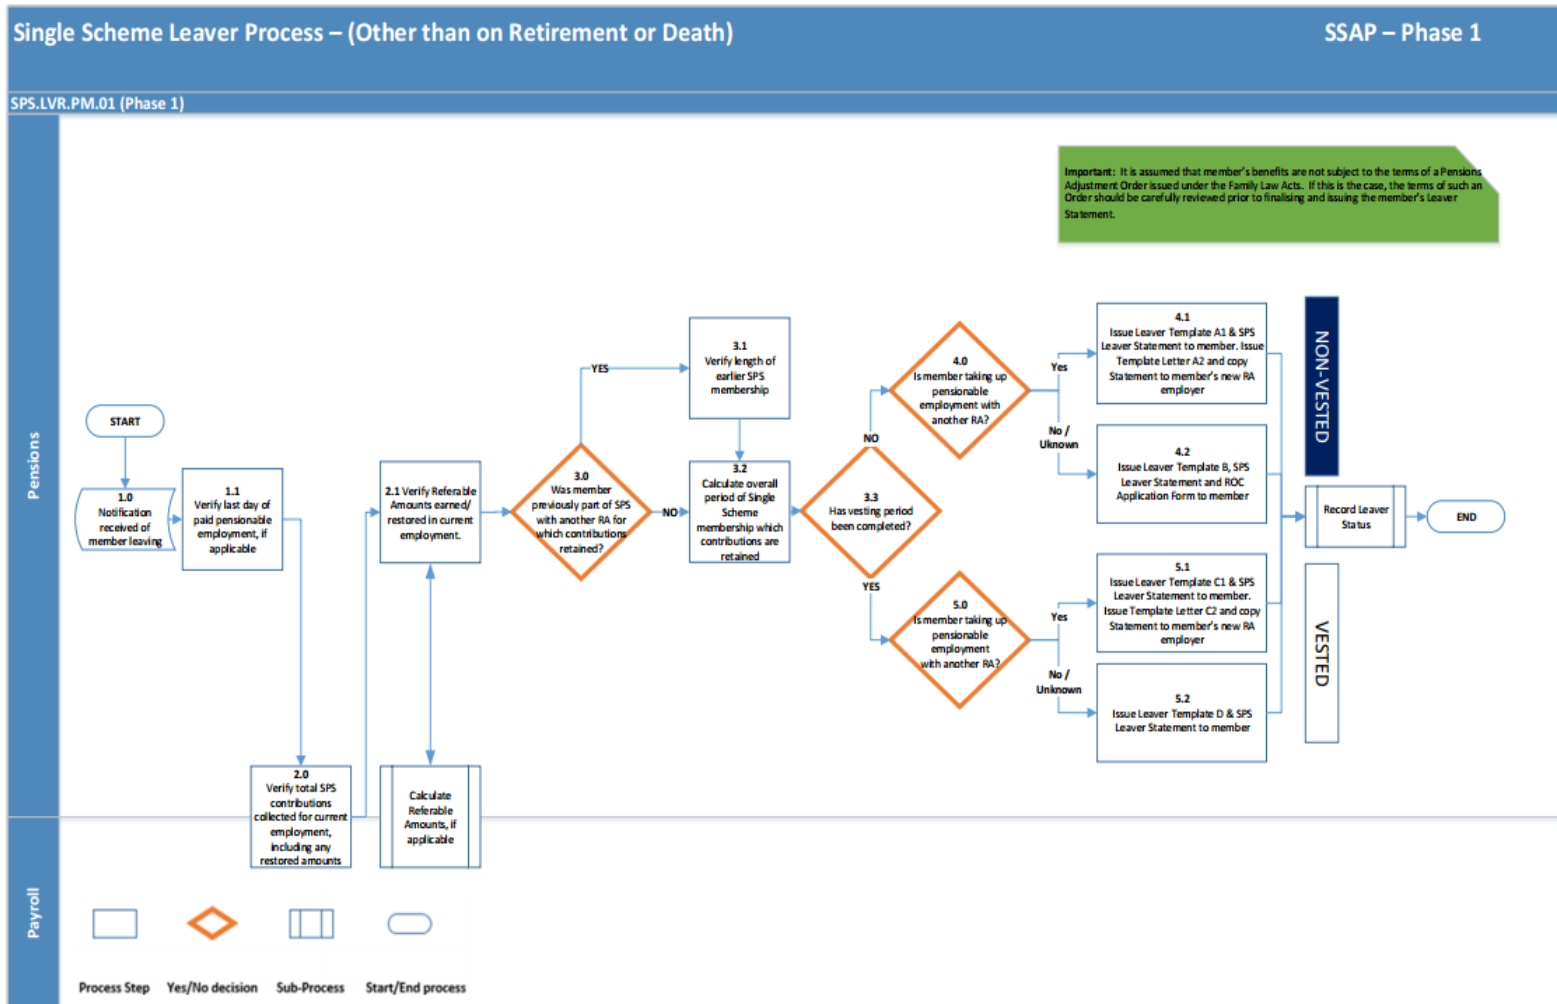 Single Scheme Leaver Process – (Other than on Retirement or Death)
SSAP – Phase 1
SPS.LVR.PM.01 (Phase 1)
Pensions
Important: It is assumed that member's benefits are not subject to the terms of a Pensions
Adjustment Order issued under the Family Law Acts. If this is the case, the terms of such an
Order should be carefully reviewed prior to finalising and issuing the member's Leaver
Statement.
START
1.0
Notification
received of
member leaving
1.1
Verify last day of
paid pensionable
employment, if
applicable
2.0
Verify total SPS
contributions
collected for current
employment,
including any
restored amounts
2.1 Verify Referable
Amounts earned/
restored in current
employment.
Calculate
Referable
Amounts, if
applicable
3.0
Was member
previously part of SPS
with another RA for
which contributions
retained?
YES
NO
3.1
Verify length of
earlier SPS
membership
3.2
Calculate overall
period of Single
Scheme
membership which
contributions are
retained
3.3
Has vesting period
been completed?
NO
YES
4.0
Is member taking up
pensionable
employment with
another RA?
Yes
No /
Uknown
4.1
Issue Leaver Template A1 & SPS
Leaver Statement to member. Issue
Template Letter A2 and copy
Statement to member's new RA
employer
4.2
Issue Leaver Template B, SPS
Leaver Statement and ROC
Application Form to member
NON-VESTED
5.0
Is member taking up
pensionable
employment
with another RA?
Yes
No /
Unknown
5.1
Issue Leaver Template C1 & SPS
Leaver Statement to member.
Issue Template Letter C2 and copy
Statement to member's new RA
employer
5.2
Issue Leaver Template D & SPS
Leaver Statement to member
VESTED
Record Leaver
Status
END
Payroll
Process Step
Yes/No decision
Sub-Process
Start/End process